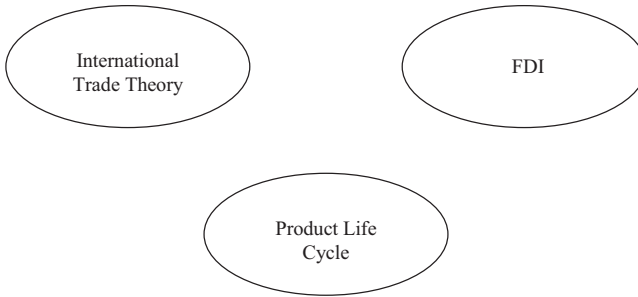 International
Trade Theory
FDI
Product Life
Cycle